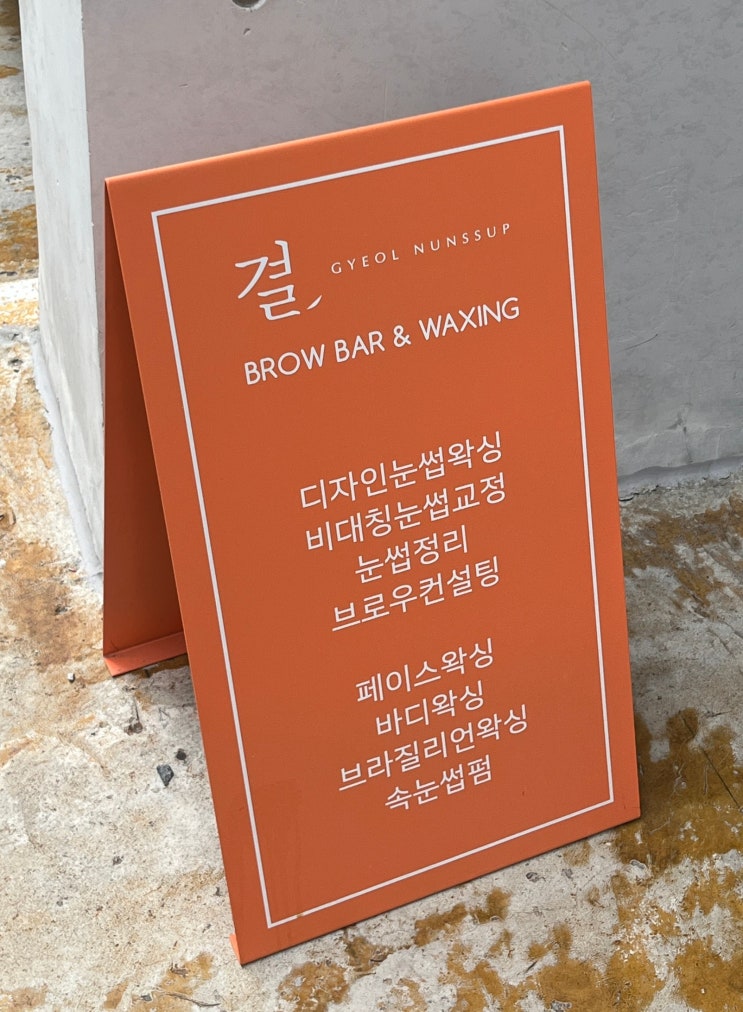 결 GYEOL NUNSSUP
BROW BAR & WAXING
디자인눈썹왁싱
비대칭눈썹교정
눈썹정리
브로우컨설팅
페이스왁싱
바디왁싱
브라질리언왁싱
속눈썹펌